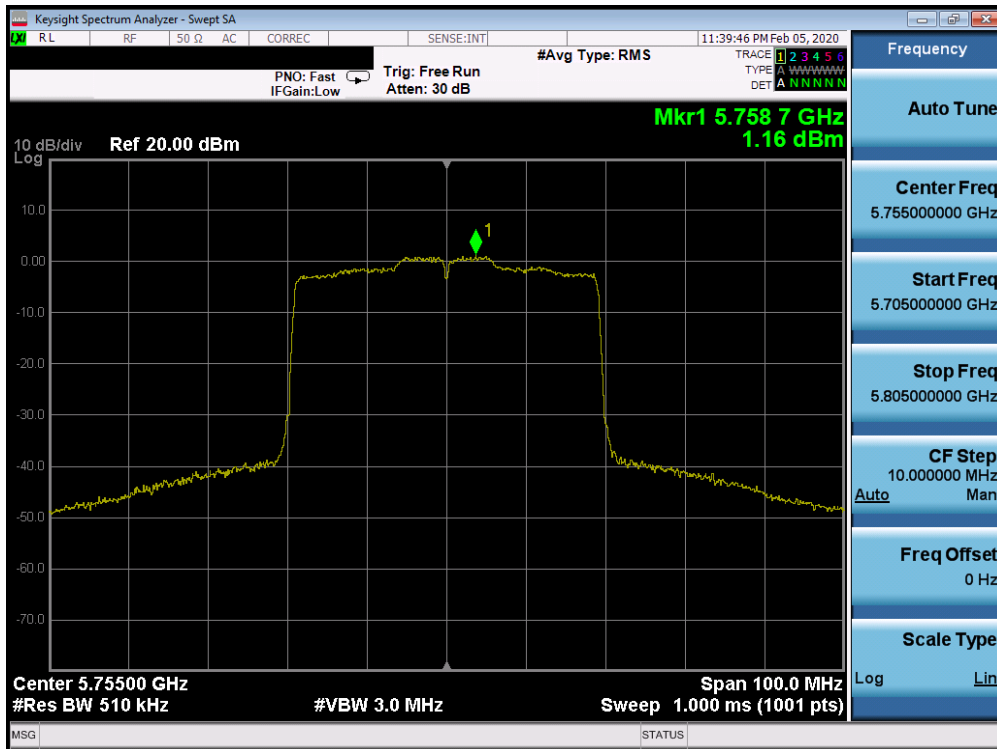 Keysight Spectrum Analyzer - Swept SA
LXI RL RF 50 Ω AC CORREC SENSE:INT 11:39:46 PM Feb 05, 2020
Frequency
#Avg Type: RMS
TRACE 1 2 3 4 5 6
PNO: Fast Trig: Free Run
TYPE A WWWWW
IFGain:Low Atten: 30 dB
DET A N N N N N
Auto Tune
Mkr1 5.758 7 GHz
1.16 dBm
10 dB/div Ref 20.00 dBm
Log
10.0
0.00
-10.0
-20.0
-30.0
-40.0
-50.0
-60.0
-70.0
1
Center Freq
5.755000000 GHz
Start Freq
5.705000000 GHz
Stop Freq
5.805000000 GHz
CF Step
10.000000 MHz
Auto Man
Freq Offset
0 Hz
Scale Type
Log Lin
Center 5.75500 GHz Span 100.0 MHz
#Res BW 510 kHz #VBW 3.0 MHz Sweep 1.000 ms (1001 pts)
MSG STATUS